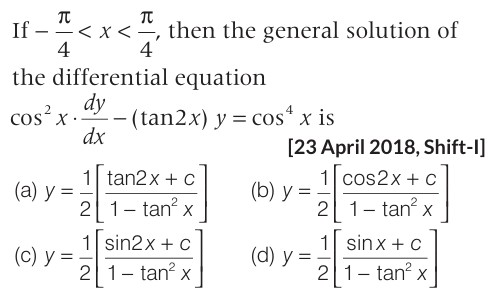 If − π/4 < x < π/4, then the general solution of
the differential equation
cos² x · dy/dx − (tan2x) y = cos⁴ x is
[23 April 2018, Shift-I]
(a) y = 1/2 [ (tan2x + c)/(1 − tan² x) ] (b) y = 1/2 [ (cos2x + c)/(1 − tan² x) ]
(c) y = 1/2 [ (sin2x + c)/(1 − tan² x) ] (d) y = 1/2 [ (sin x + c)/(1 − tan² x) ]